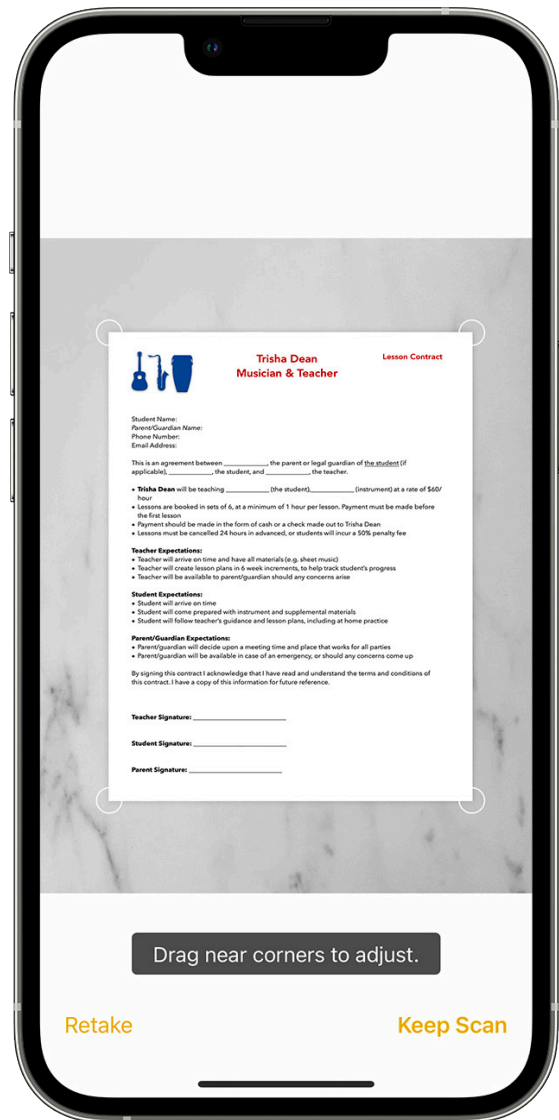 Trisha Dean
Musician & Teacher
Lesson Contract
Student Name:
Parent/Guardian Name:
Phone Number:
Email Address:
This is an agreement between ____________, the parent or legal guardian of the student (if
applicable), ____________, the student, and ____________, the teacher.
• Trisha Dean will be teaching ____________ (the student),____________ (instrument) at a rate of $60/
hour
• Lessons are booked in sets of 6, at a minimum of 1 hour per lesson. Payment must be made before
the first lesson
• Payment should be made in the form of cash or a check made out to Trisha Dean
• Lessons must be cancelled 24 hours in advanced, or students will incur a 50% penalty fee
Teacher Expectations:
• Teacher will arrive on time and have all materials (e.g. sheet music)
• Teacher will create lesson plans in 6 week increments, to help track student's progress
• Teacher will be available to parent/guardian should any concerns arise
Student Expectations:
• Student will arrive on time
• Student will come prepared with instrument and supplemental materials
• Student will follow teacher's guidance and lesson plans, including at home practice
Parent/Guardian Expectations:
• Parent/guardian will decide upon a meeting time and place that works for all parties
• Parent/guardian will be available in case of an emergency, or should any concerns come up
By signing this contract I acknowledge that I have read and understand the terms and conditions of
this contract. I have a copy of this information for future reference.
Teacher Signature: ____________________
Student Signature: ____________________
Parent Signature: ____________________
Drag near corners to adjust.
Retake
Keep Scan